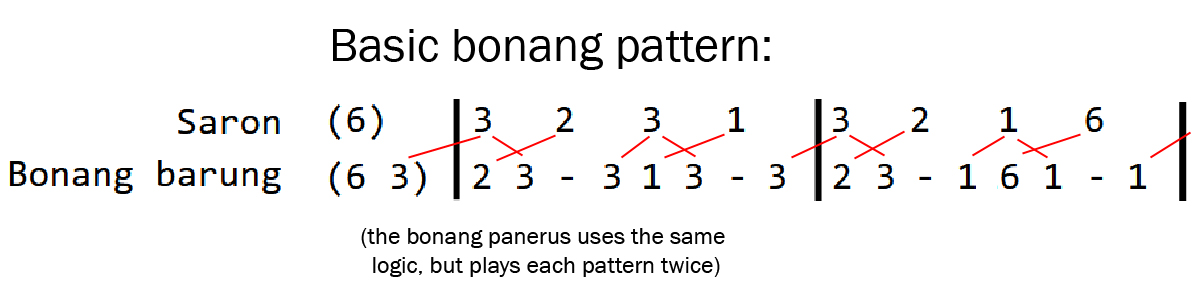 Basic bonang pattern:
Saron (6) | 3 2 3 1 | 3 2 1 6
Bonang barung (6 3) | 2 3 - 3 1 3 - 3 | 2 3 - 1 6 1 - 1 |
(the bonang panerus uses the same
logic, but plays each pattern twice)